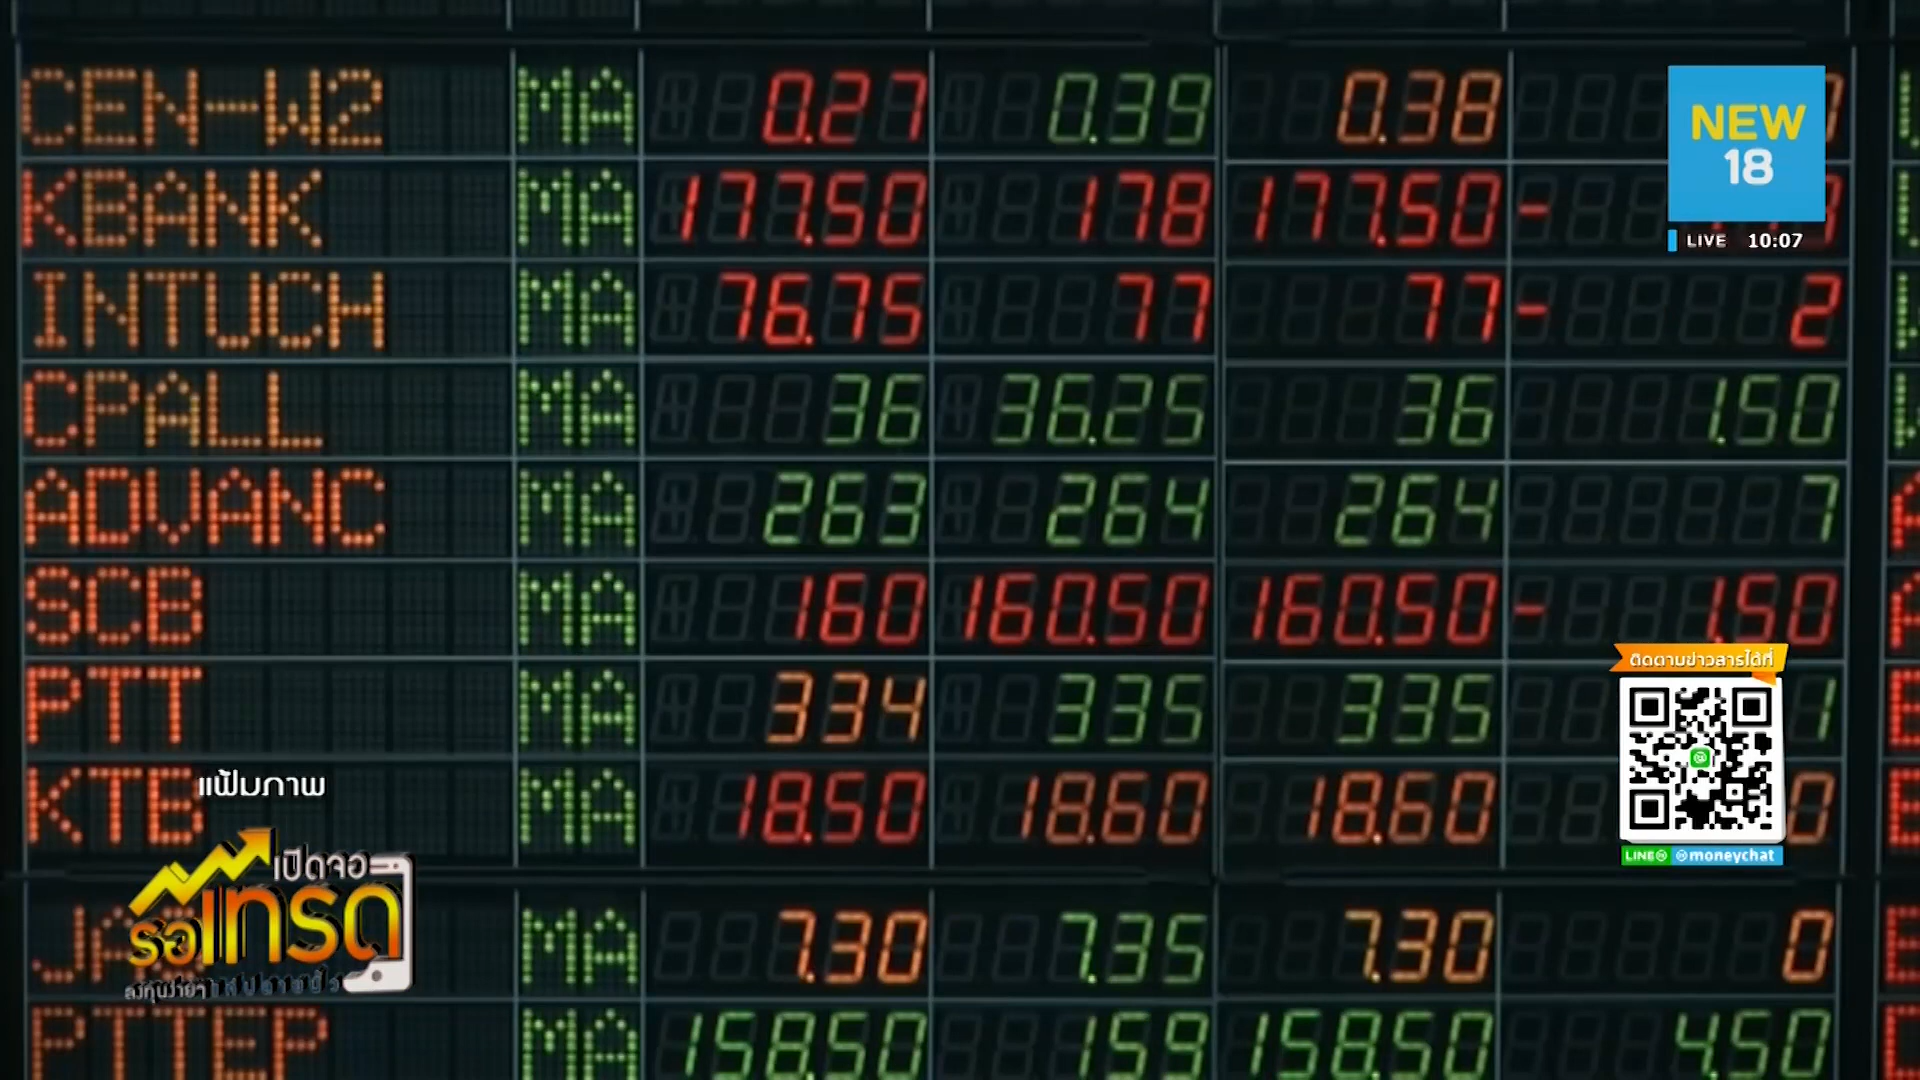 CEN-W2 MA 0.27 0.39 0.38
KBANK MA 177.50 178 177.50 -
INTUCH MA 76.75 77 77 - 2
CPALL MA 36 36.25 36 1.50
ADVANC MA 263 264 264 7
SCB MA 160 160.50 160.50 - 1.50
PTT MA 334 335 335 1
KTB MA 18.50 18.60 18.60 0
MA 7.30 7.35 7.30 0
PTTEP MA 158.50 159 158.50 4.50
NEW
18
LIVE 10:07
ติดตามข่าวสารได้ที่
LINE@ @moneychat
แฟ้มภาพ
เปิดจอ
รอเทรด